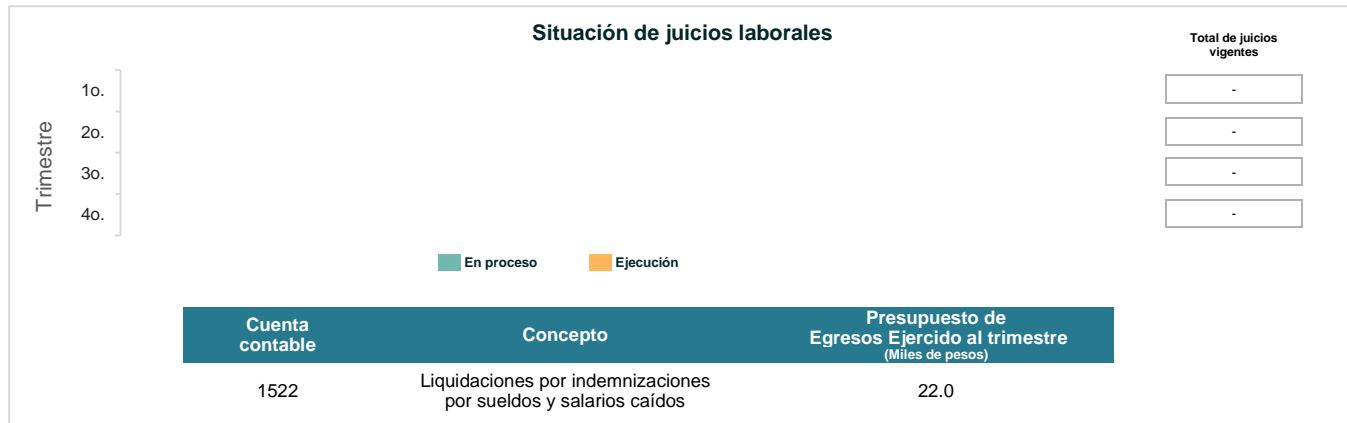 Situación de juicios laborales
Total de juicios
vigentes
Trimestre
1o.
-
2o.
-
3o.
-
4o.
-
En proceso
Ejecución
Cuenta
contable
Concepto
Presupuesto de
Egresos Ejercido al trimestre
(Miles de pesos)
1522
Liquidaciones por indemnizaciones
por sueldos y salarios caídos
22.0